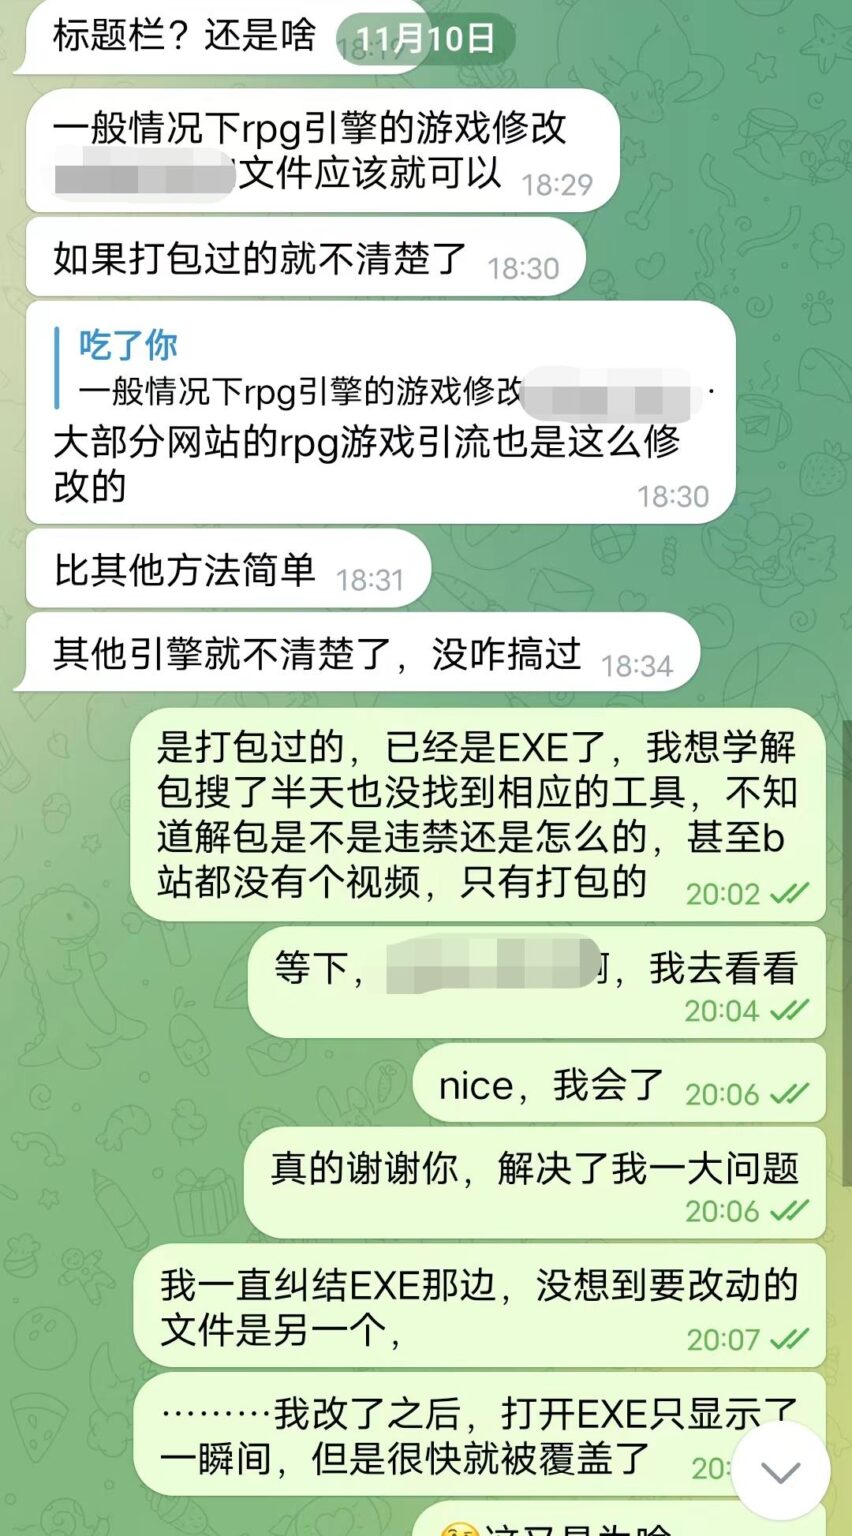 标题栏？还是啥
11月10日
一般情况下rpg引擎的游戏修改
文件应该就可以 18:29
如果打包过的就不清楚了 18:30
吃了你
一般情况下rpg引擎的游戏修改
大部分网站的rpg游戏引流也是这么修
改的 18:30
比其他方法简单 18:31
其他引擎就不清楚了，没咋搞过 18:34
是打包过的，已经是EXE了，我想学解
包搜了半天也没找到相应的工具，不知
道解包是不是违禁还是怎么的，甚至b
站都没有个视频，只有打包的 20:02
等下， ，我去看看
20:04
nice，我会了 20:06
真的谢谢你，解决了我一大问题
20:06
我一直纠结EXE那边，没想到要改动的
文件是另一个， 20:07
………我改了之后，打开EXE只显示了
一瞬间，但是很快就被覆盖了 20: